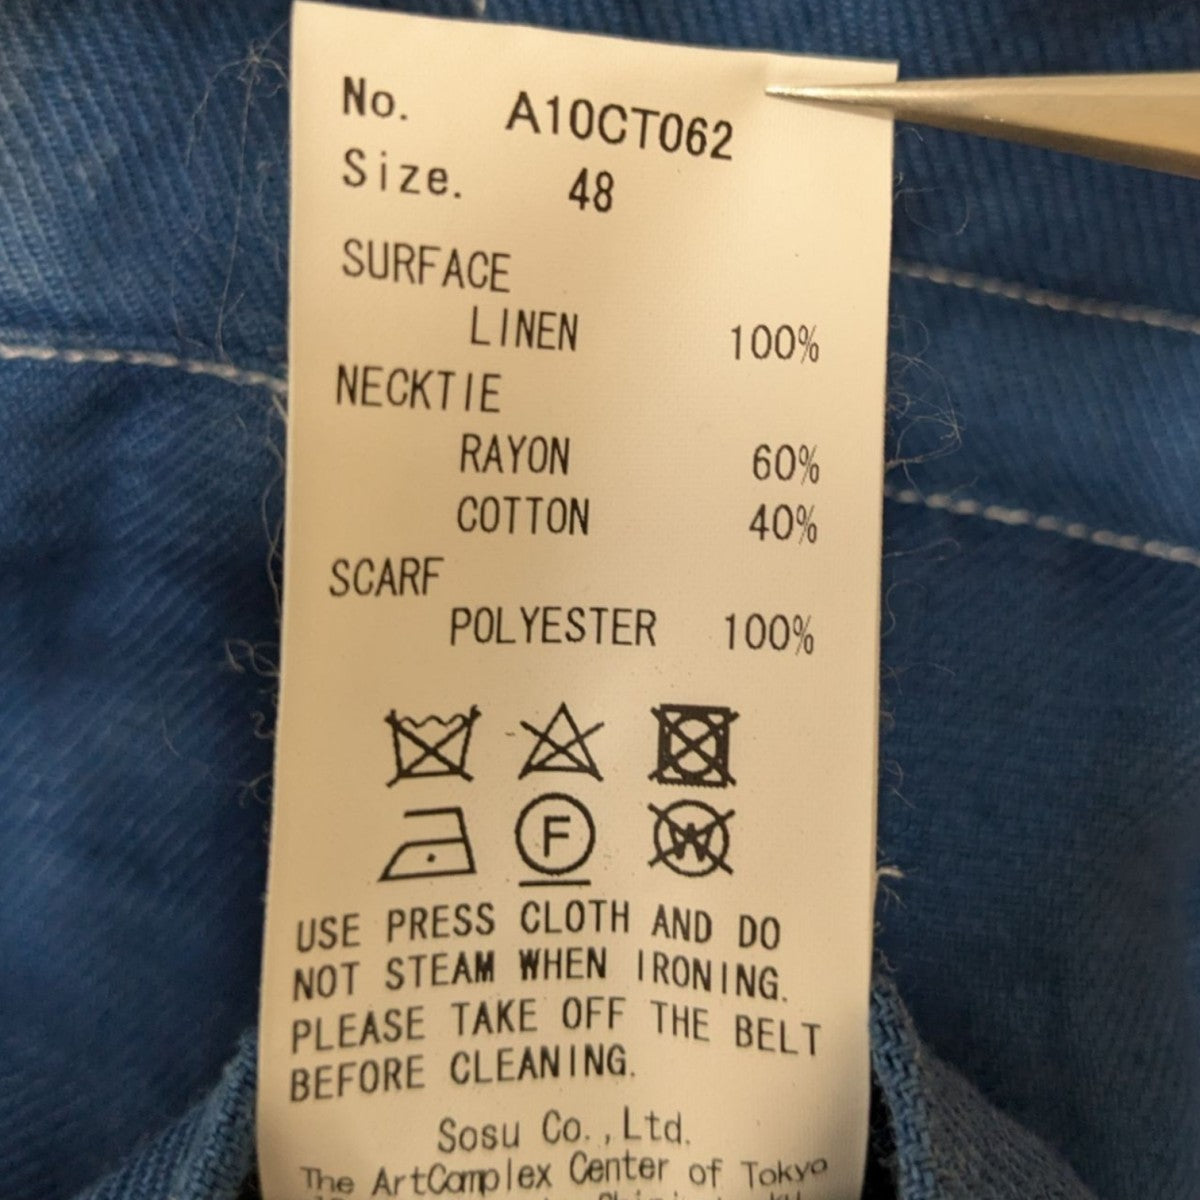 No. A10CT062
Size. 48
SURFACE
LINEN 100%
NECKTIE
RAYON 60%
COTTON 40%
SCARF
POLYESTER 100%
F
W
USE PRESS CLOTH AND DO
NOT STEAM WHEN IRONING.
PLEASE TAKE OFF THE BELT
BEFORE CLEANING.
Sosu Co.,Ltd.
The ArtComplex Center of Tokyo